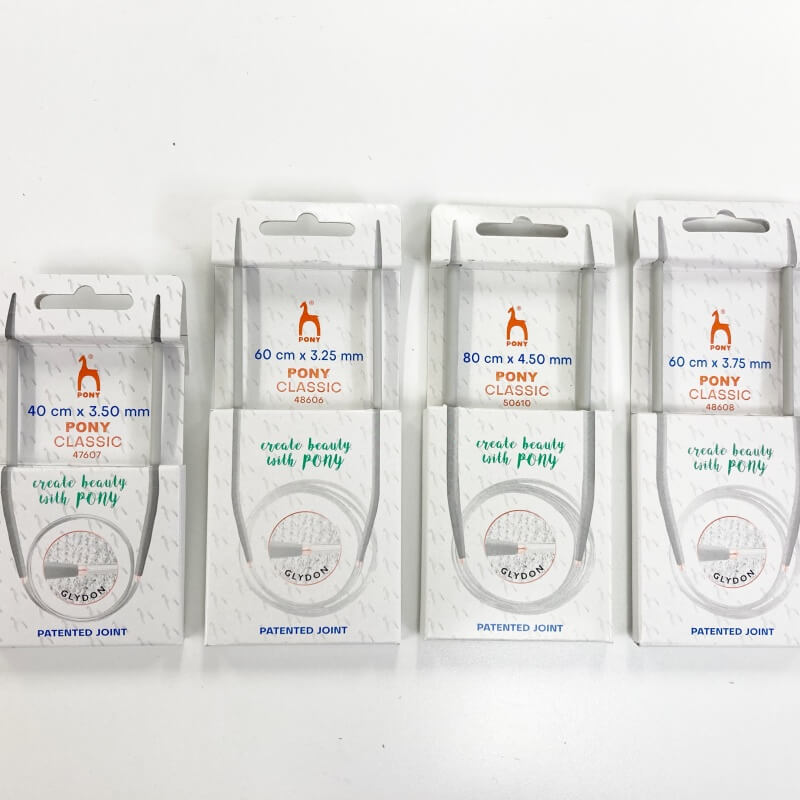 PONY
40 cm x 3.50 mm
PONY
CLASSIC
47607
create beauty
with PONY
GLYDON
PATENTED JOINT
PONY
60 cm x 3.25 mm
PONY
CLASSIC
48606
create beauty
with PONY
GLYDON
PATENTED JOINT
PONY
80 cm x 4.50 mm
PONY
CLASSIC
50610
create beauty
with PONY
GLYDON
PATENTED JOINT
PONY
60 cm x 3.75 mm
PONY
CLASSIC
48608
create beauty
with PONY
GLYDON
PATENTED JOINT